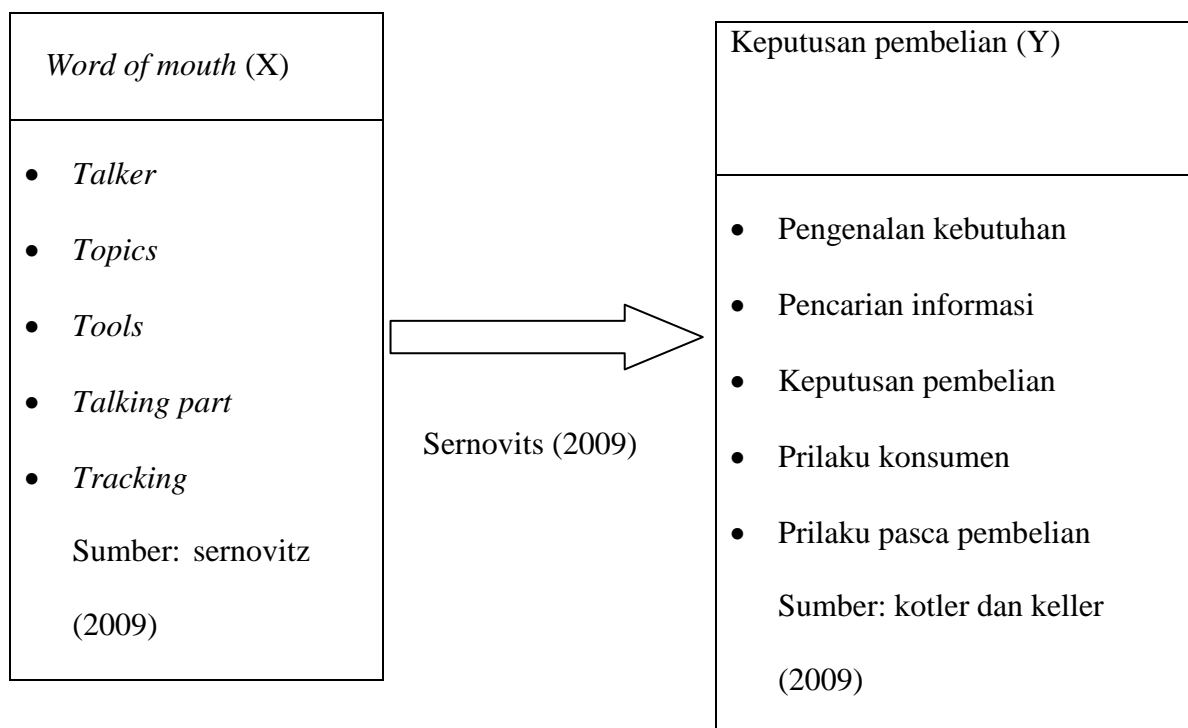 Word of mouth (X)
• Talker
• Topics
• Tools
• Talking part
• Tracking
Sumber: sernovitz
(2009)
Sernovits (2009)
Keputusan pembelian (Y)
• Pengenalan kebutuhan
• Pencarian informasi
• Keputusan pembelian
• Prilaku konsumen
• Prilaku pasca pembelian
Sumber: kotler dan keller
(2009)